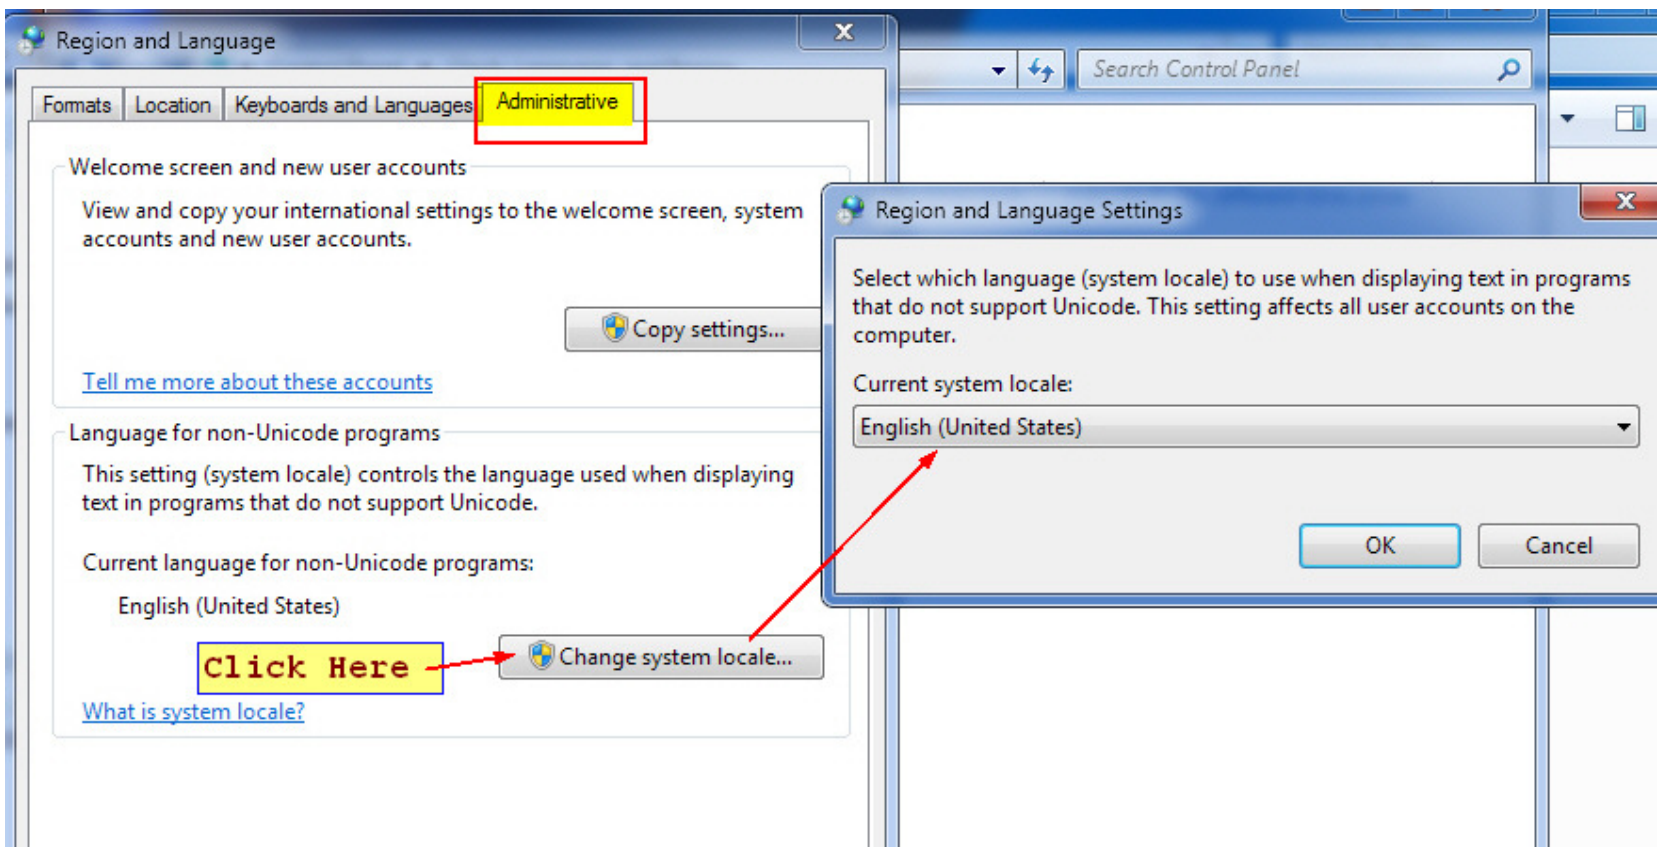 Region and Language
Search Control Panel
Formats
Location
Keyboards and Languages
Administrative
Welcome screen and new user accounts
View and copy your international settings to the welcome screen, system
accounts and new user accounts.
Copy settings...
Tell me more about these accounts
Language for non-Unicode programs
This setting (system locale) controls the language used when displaying
text in programs that do not support Unicode.
Current language for non-Unicode programs:
English (United States)
Click Here
Change system locale...
What is system locale?
Region and Language Settings
Select which language (system locale) to use when displaying text in programs
that do not support Unicode. This setting affects all user accounts on the
computer.
Current system locale:
English (United States)
OK
Cancel